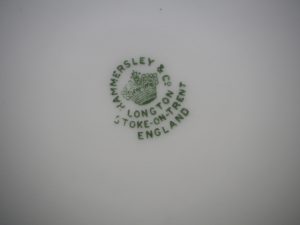 HAMMERSLEY & Co
LONGTON
STOKE-ON-TRENT
ENGLAND